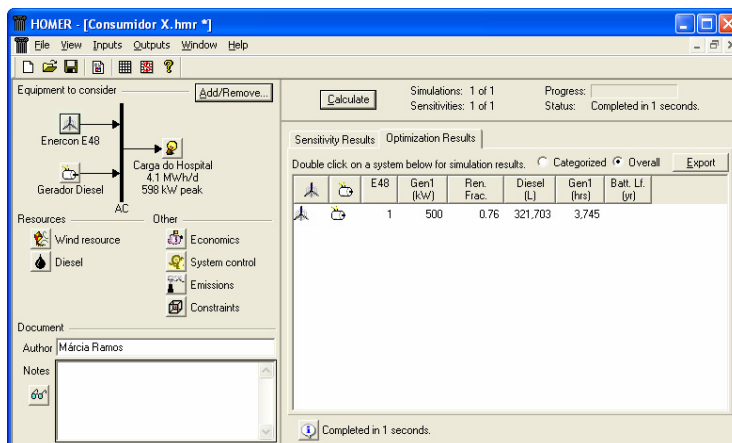 HOMER - [Consumidor X.hmr *]
File View Inputs Outputs Window Help
Equipment to consider
Add/Remove...
Enercon E48
Carga do Hospital
4.1 MWh/d
598 kW peak
Gerador Diesel
AC
Resources
Other
Wind resource
Economics
Diesel
System control
Emissions
Constraints
Document
Author Márcia Ramos
Notes
Calculate
Simulations: 1 of 1
Progress:
Sensitivities: 1 of 1
Status: Completed in 1 seconds.
Sensitivity Results Optimization Results
Double click on a system below for simulation results.
Categorized Overall
Export
E48 Gen1 (kW) Ren. Frac. Diesel (L) Gen1 (hrs) Batt. Lf. (yr)
1 500 0.76 321,703 3,745
Completed in 1 seconds.